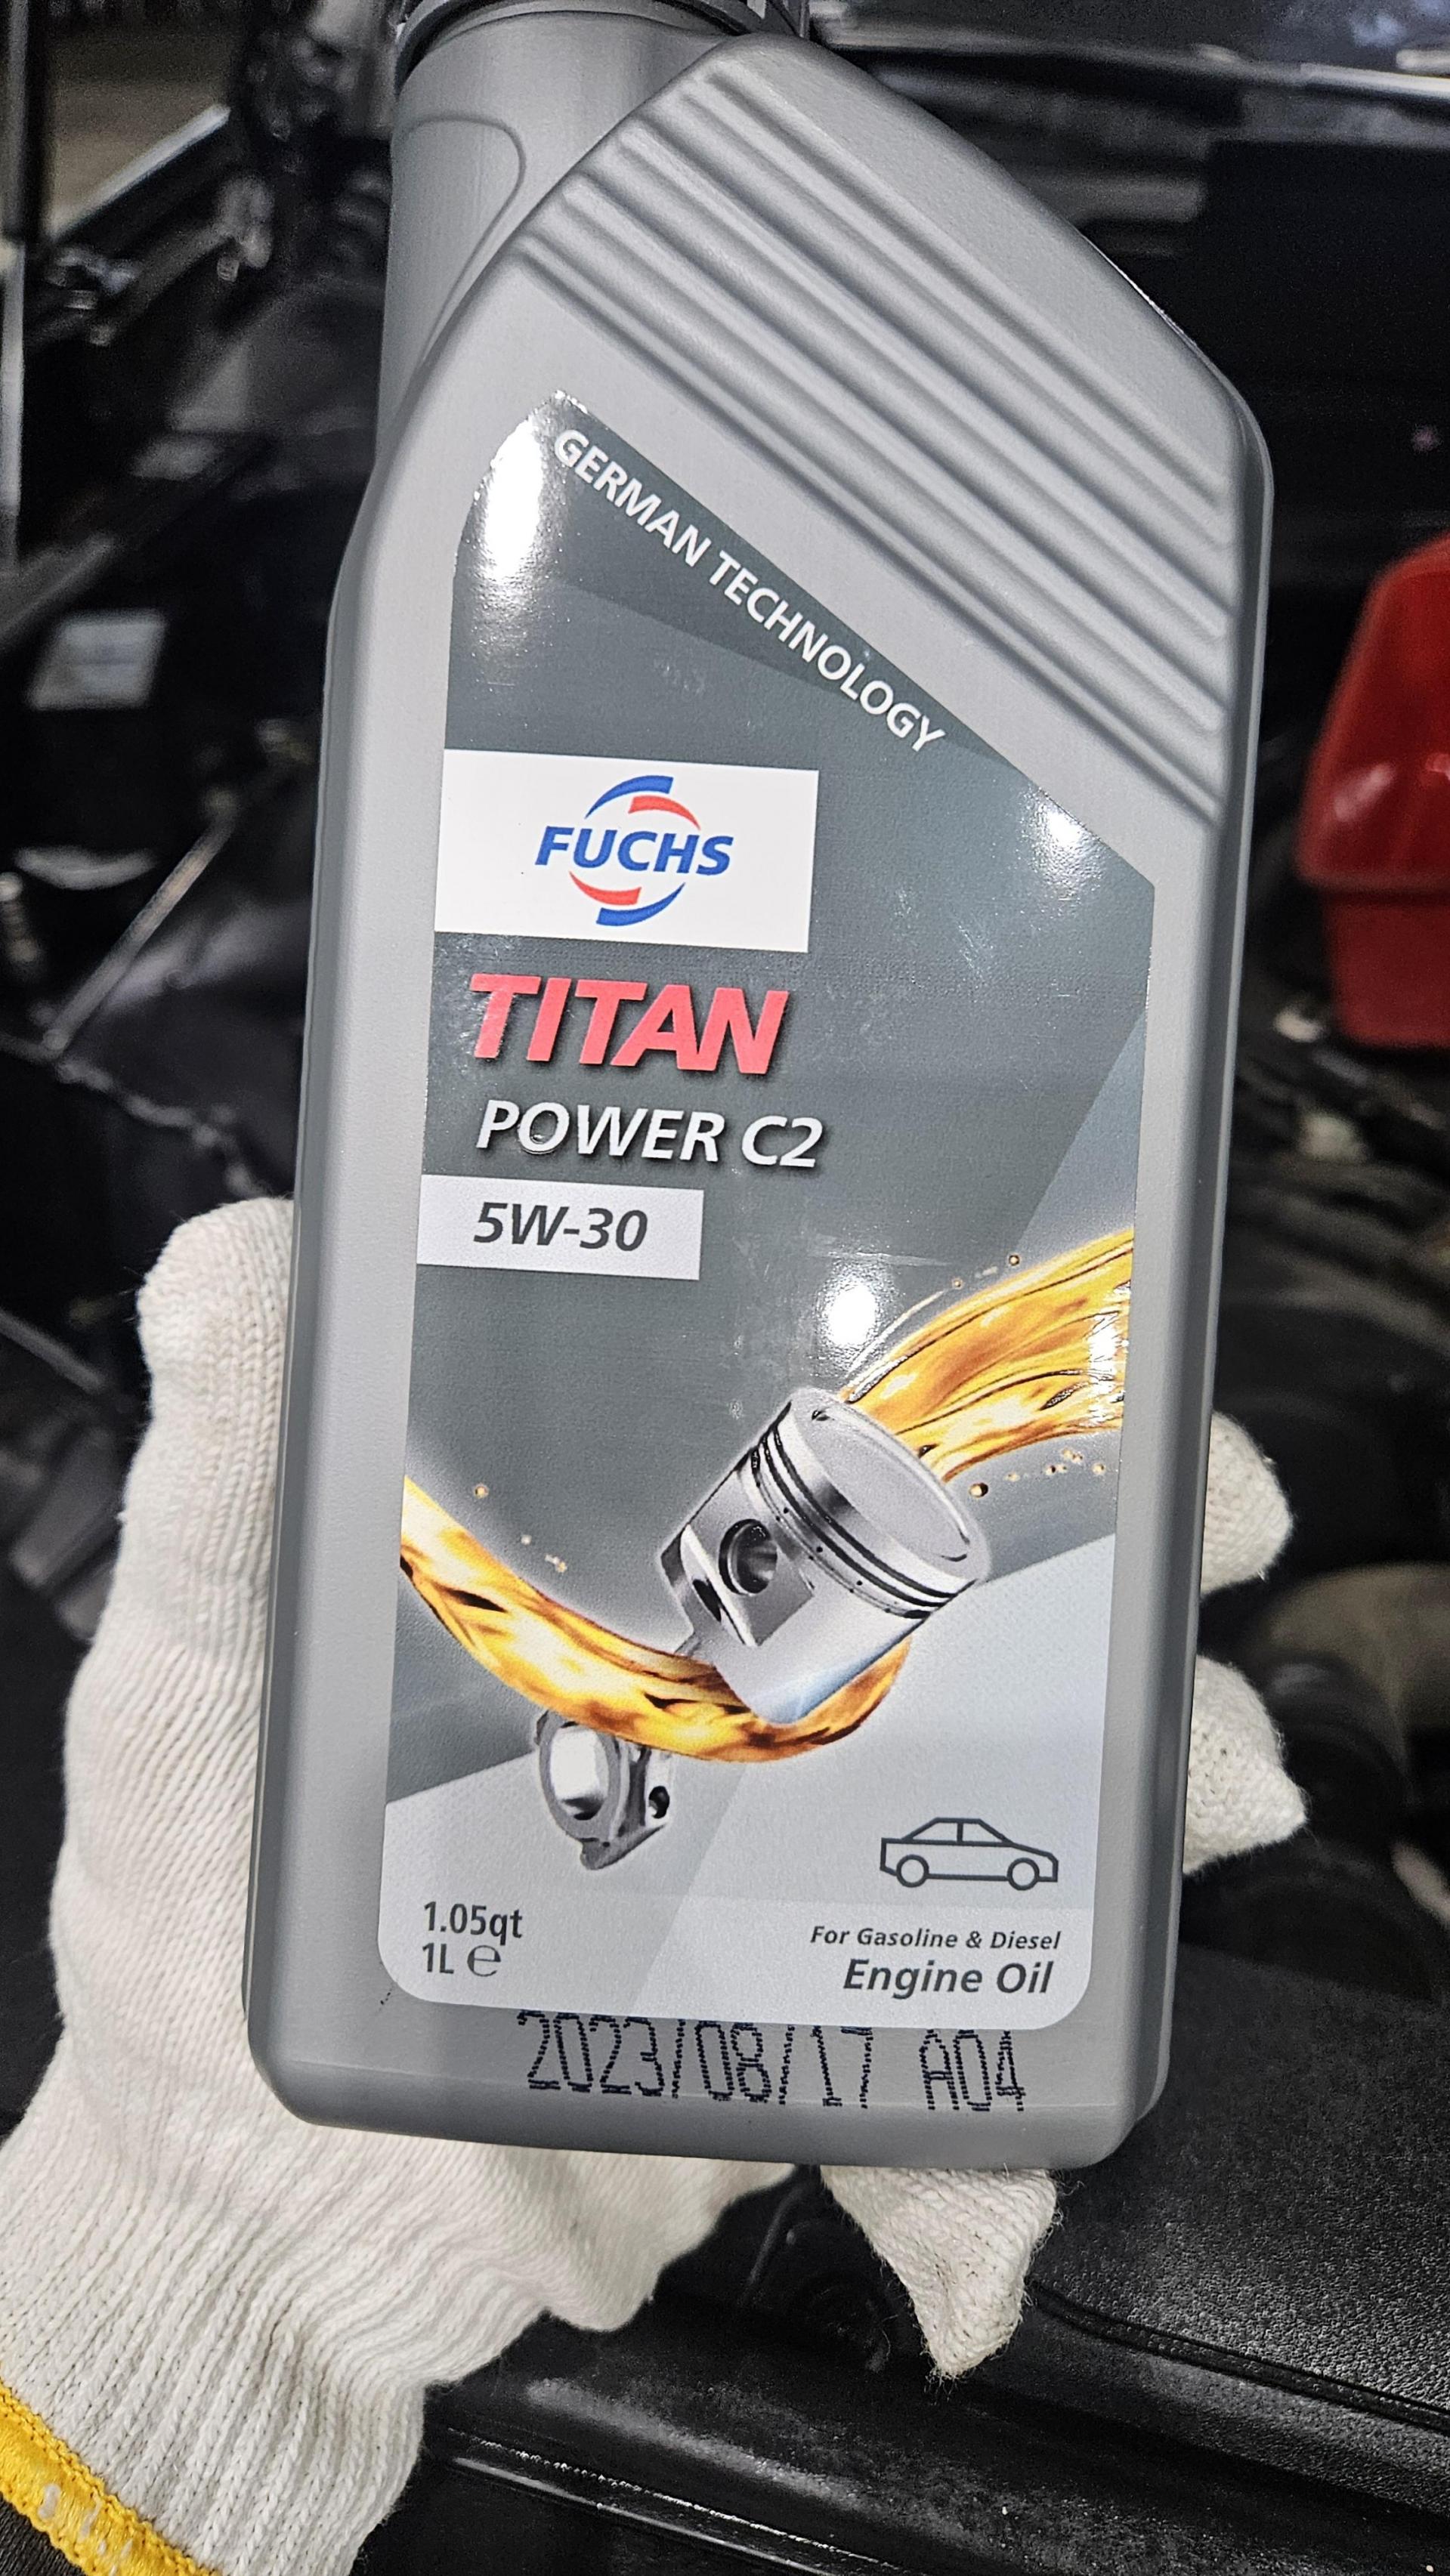 GERMAN TECHNOLOGY
FUCHS
TITAN
POWER C2
5W-30
1.05qt
1L ℮
For Gasoline & Diesel
Engine Oil
2023/08/17 A04